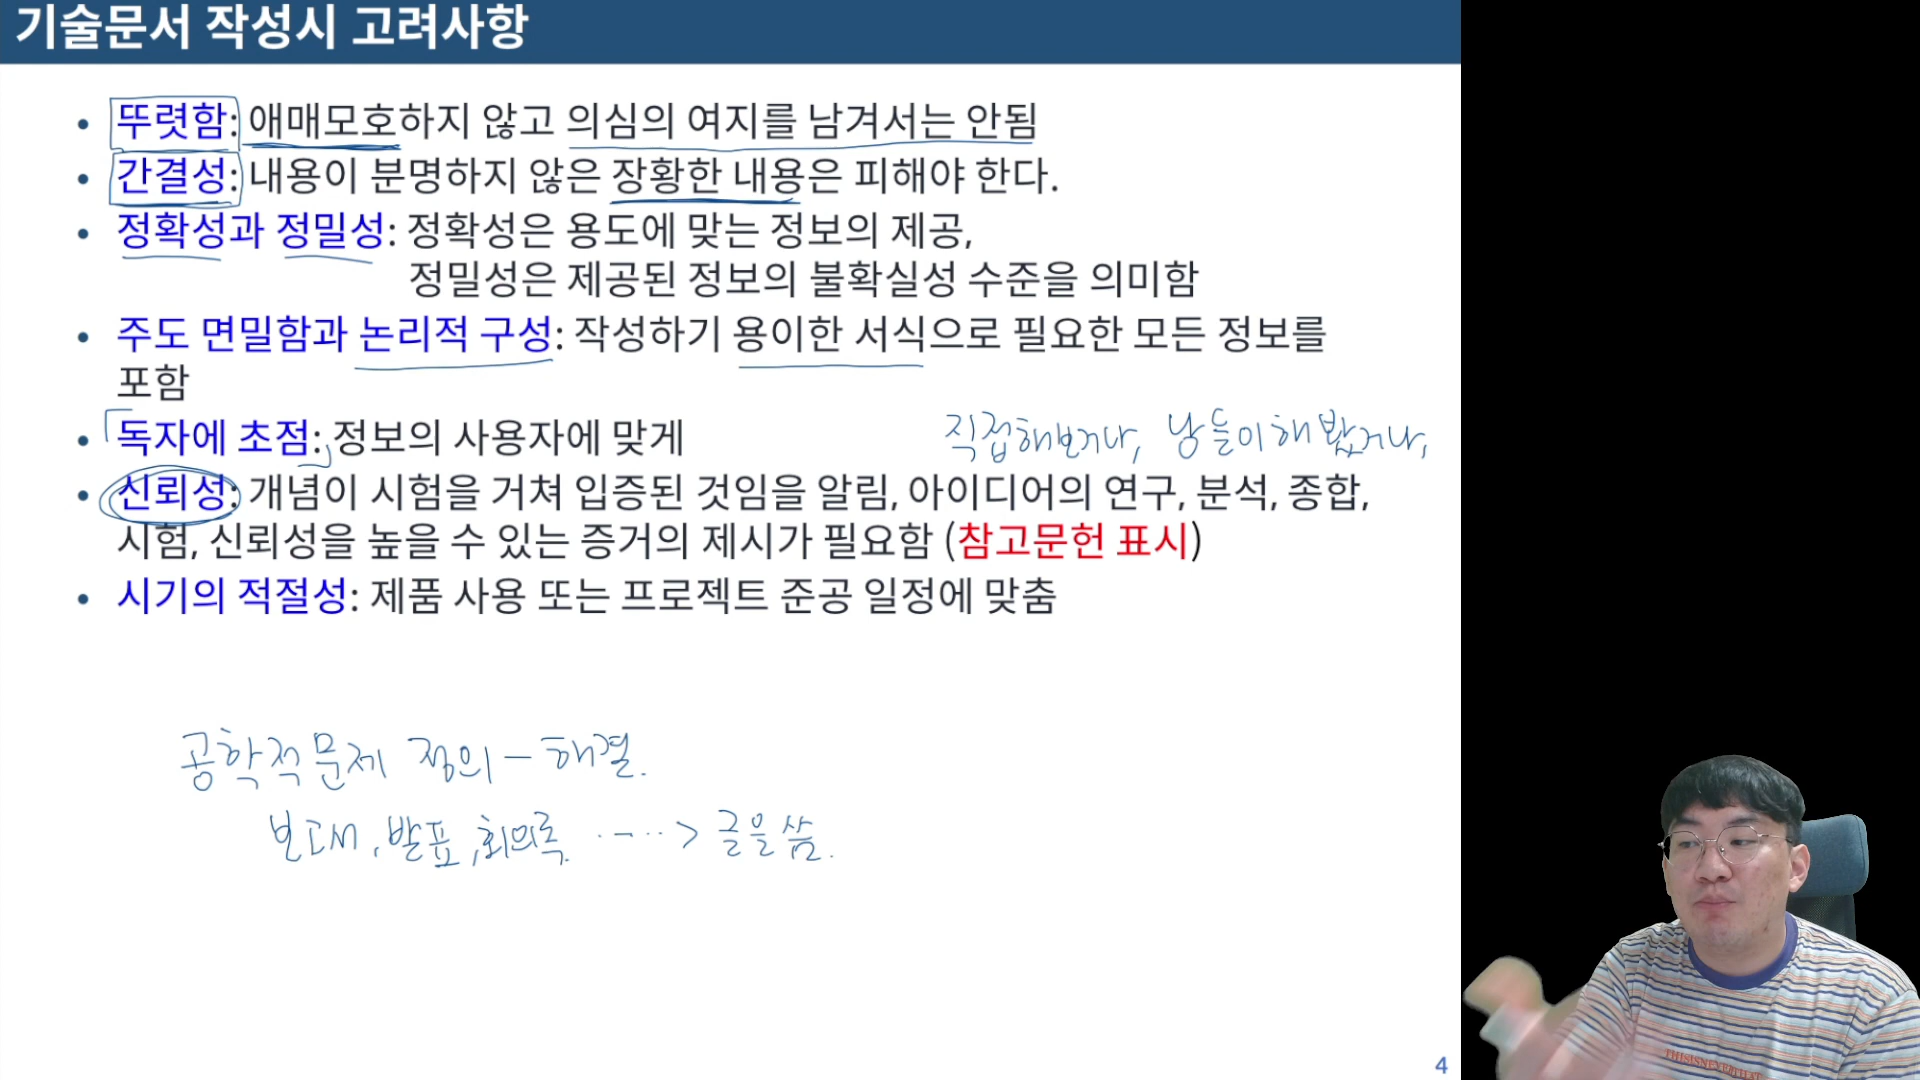 기술문서 작성시 고려사항
• 뚜렷함: 애매모호하지 않고 의심의 여지를 남겨서는 안됨
• 간결성: 내용이 분명하지 않은 장황한 내용은 피해야 한다.
• 정확성과 정밀성: 정확성은 용도에 맞는 정보의 제공,
정밀성은 제공된 정보의 불확실성 수준을 의미함
• 주도 면밀함과 논리적 구성: 작성하기 용이한 서식으로 필요한 모든 정보를
포함
• 「독자에 초점:」 정보의 사용자에 맞게
직접해보거나, 남들이해봤거나,
• 신뢰성: 개념이 시험을 거쳐 입증된 것임을 알림, 아이디어의 연구, 분석, 종합,
시험, 신뢰성을 높을 수 있는 증거의 제시가 필요함 (참고문헌 표시)
• 시기의 적절성: 제품 사용 또는 프로젝트 준공 일정에 맞춤
공학적문제 정의 – 해결.
보고서, 발표, 회의록. ·–··> 글을 씀.
4